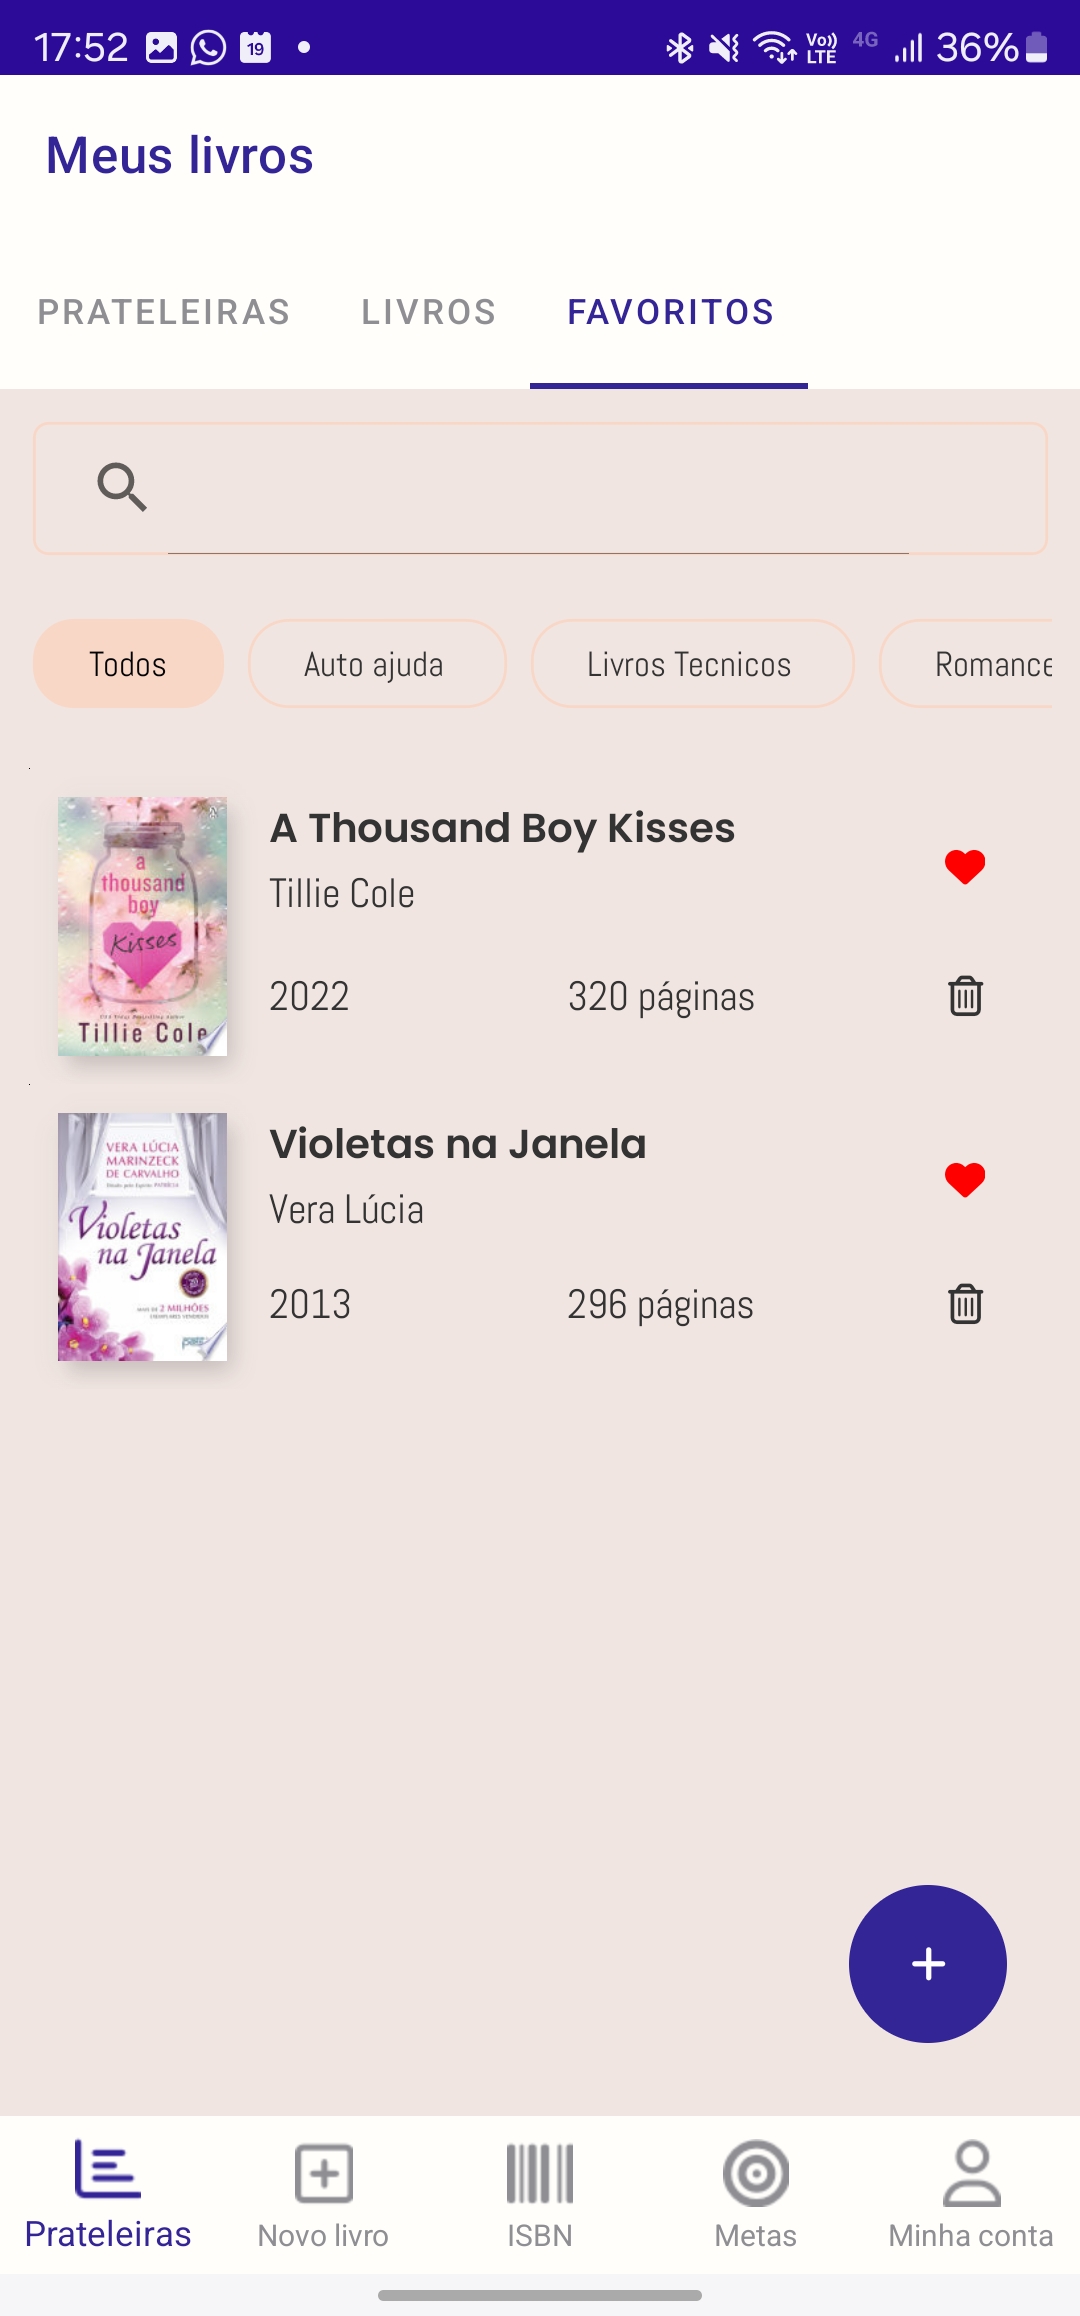 17:52 19 Vo)) LTE 4G 36%
Meus livros
PRATELEIRAS LIVROS FAVORITOS
Todos Auto ajuda Livros Tecnicos Romance
a
thousand
boy
Kisses
Tillie Cole
A Thousand Boy Kisses
Tillie Cole
2022 320 páginas
VERA LÚCIA
MARINZECK
DE CARVALHO
Violetas
na Janela
2 MILHÕES
Violetas na Janela
Vera Lúcia
2013 296 páginas
Prateleiras Novo livro ISBN Metas Minha conta